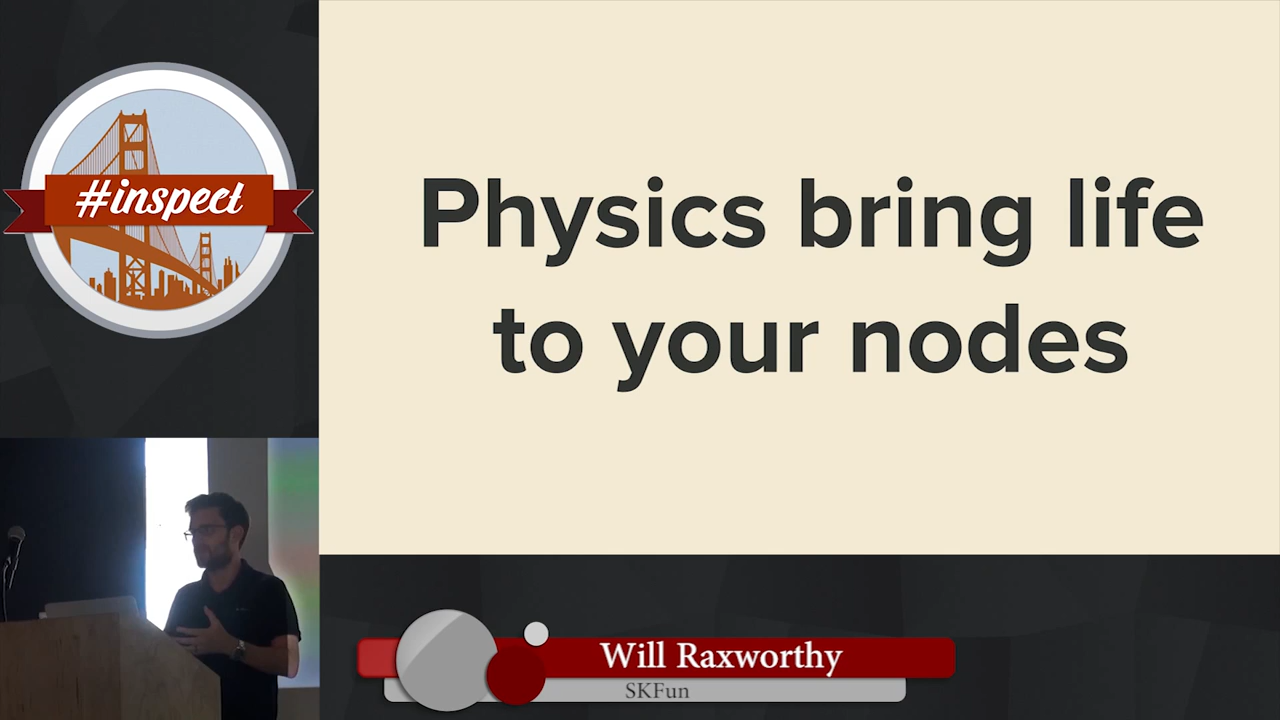 #inspect
Physics bring life
to your nodes
Will Raxworthy
SKFun